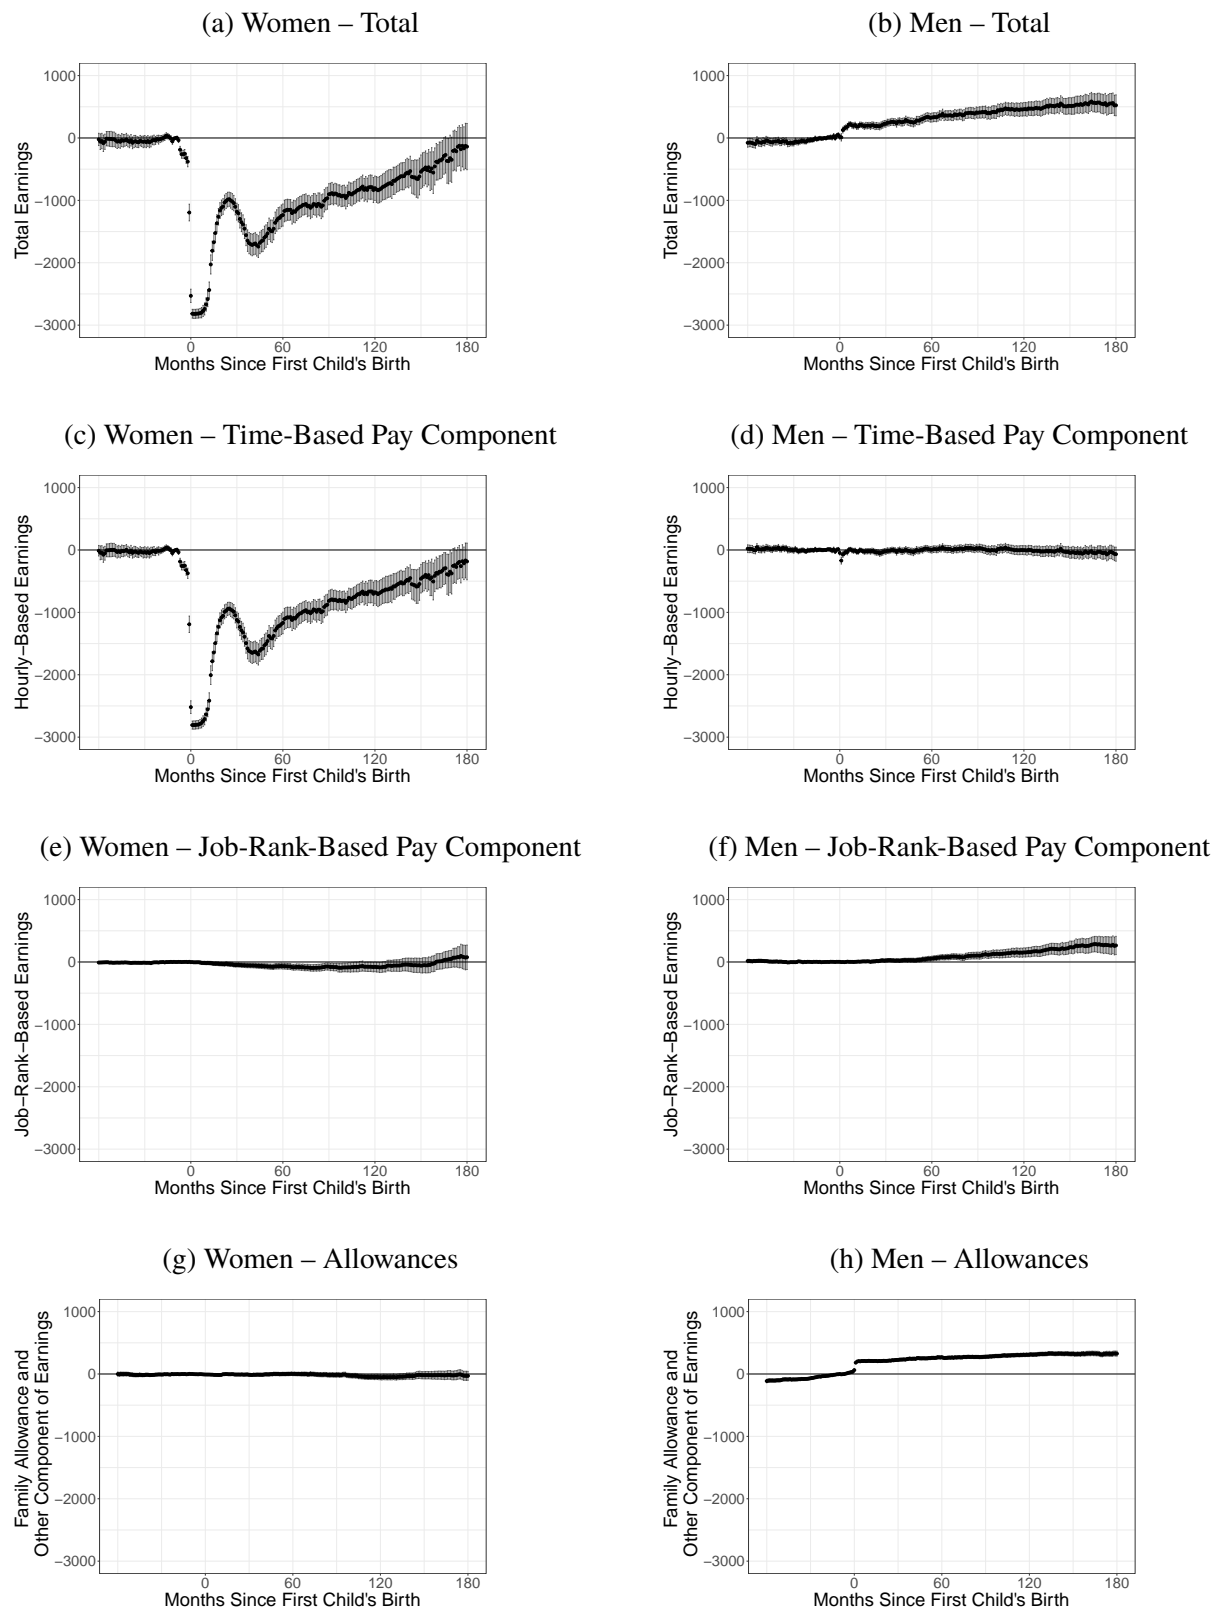 (a) Women – Total
1000
0
−1000
−2000
−3000
Total Earnings
0 60 120 180
Months Since First Child's Birth
(b) Men – Total
1000
0
−1000
−2000
−3000
Total Earnings
0 60 120 180
Months Since First Child's Birth
(c) Women – Time-Based Pay Component
1000
0
−1000
−2000
−3000
Hourly−Based Earnings
0 60 120 180
Months Since First Child's Birth
(d) Men – Time-Based Pay Component
1000
0
−1000
−2000
−3000
Hourly−Based Earnings
0 60 120 180
Months Since First Child's Birth
(e) Women – Job-Rank-Based Pay Component
1000
0
−1000
−2000
−3000
Job−Rank−Based Earnings
0 60 120 180
Months Since First Child's Birth
(f) Men – Job-Rank-Based Pay Component
1000
0
−1000
−2000
−3000
Job−Rank−Based Earnings
0 60 120 180
Months Since First Child's Birth
(g) Women – Allowances
1000
0
−1000
−2000
−3000
Family Allowance and
Other Component of Earnings
0 60 120 180
Months Since First Child's Birth
(h) Men – Allowances
1000
0
−1000
−2000
−3000
Family Allowance and
Other Component of Earnings
0 60 120 180
Months Since First Child's Birth